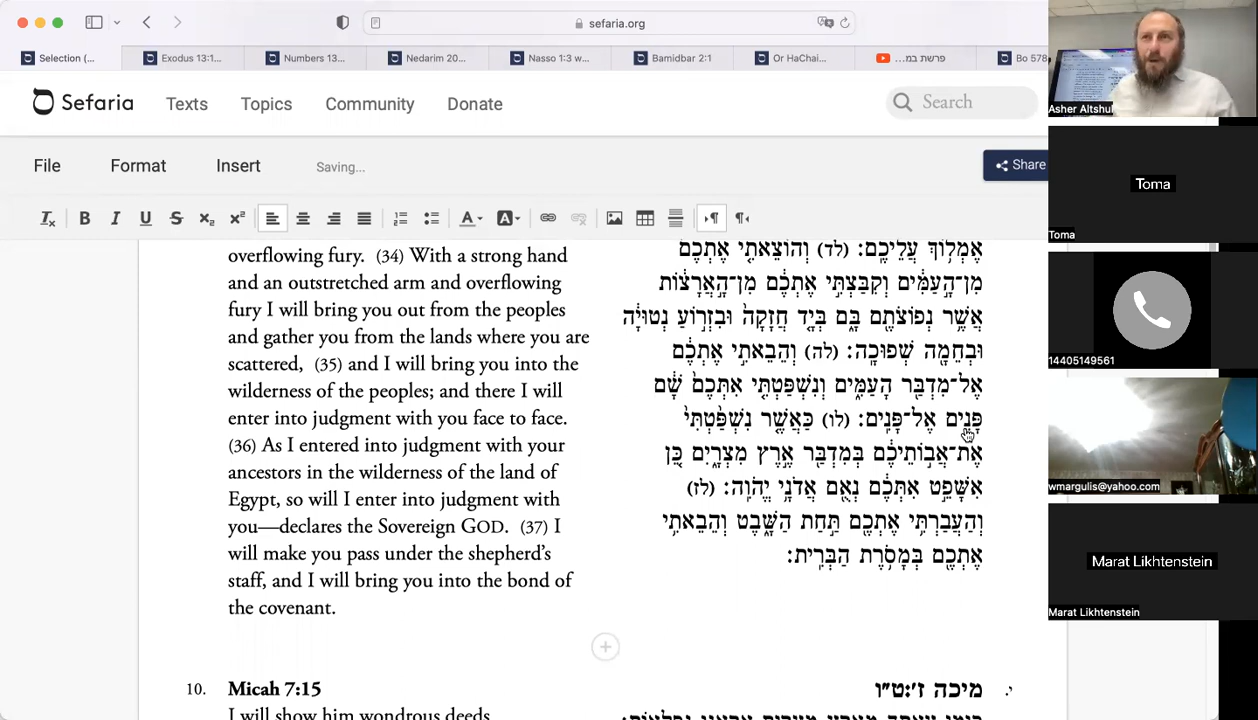 sefaria.org
Selection (...
Exodus 13:1...
Numbers 13...
Nedarim 20...
Nasso 1:3 w...
Bamidbar 2:1
Or HaChai...
פרשת במ...
Bo 578
Sefaria
Texts
Topics
Community
Donate
Search
File
Format
Insert
Saving...
Share
overflowing fury. (34) With a strong hand
and an outstretched arm and overflowing
fury I will bring you out from the peoples
and gather you from the lands where you are
scattered, (35) and I will bring you into the
wilderness of the peoples; and there I will
enter into judgment with you face to face.
(36) As I entered into judgment with your
ancestors in the wilderness of the land of
Egypt, so will I enter into judgment with
you—declares the Sovereign GOD. (37) I
will make you pass under the shepherd's
staff, and I will bring you into the bond of
the covenant.
אֶמְל֥וֹךְ עֲלֵיכֶֽם׃ (לד) וְהוֹצֵאתִ֤י אֶתְכֶם֙
מִן־הָ֣עַמִּ֔ים וְקִבַּצְתִּ֣י אֶתְכֶ֔ם מִן־הָ֣אֲרָצ֔וֹת
אֲשֶׁ֥ר נְפוֹצֹתֶ֖ם בָּ֑ם בְּיָ֤ד חֲזָקָה֙ וּבִזְר֣וֹעַ נְטוּיָ֔ה
וּבְחֵמָ֖ה שְׁפוּכָֽה׃ (לה) וְהֵבֵאתִ֣י אֶתְכֶ֔ם
אֶל־מִדְבַּ֖ר הָעַמִּ֑ים וְנִשְׁפַּטְתִּ֤י אִתְּכֶם֙ שָׁ֔ם
פָּנִ֖ים אֶל־פָּנִֽים׃ (לו) כַּאֲשֶׁ֤ר נִשְׁפַּ֙טְתִּי֙
אֶת־אֲב֣וֹתֵיכֶ֔ם בְּמִדְבַּ֖ר אֶ֣רֶץ מִצְרָ֑יִם כֵּ֚ן
אִשָּׁפֵ֣ט אִתְּכֶ֔ם נְאֻ֖ם אֲדֹנָ֥י יֱהֹוִֽה׃ (לז)
וְהַעֲבַרְתִּ֥י אֶתְכֶ֖ם תַּ֣חַת הַשָּׁ֑בֶט וְהֵבֵאתִ֥י
אֶתְכֶ֖ם בְּמָסֹ֥רֶת הַבְּרִֽית׃
10. Micah 7:15
I will show him wondrous deeds
מיכה ז׳:ט״ו
י.
Asher Altshul
Toma
Toma
14405149561
wmargulis@yahoo.com
Marat Likhtenstein
Marat Likhtenstein